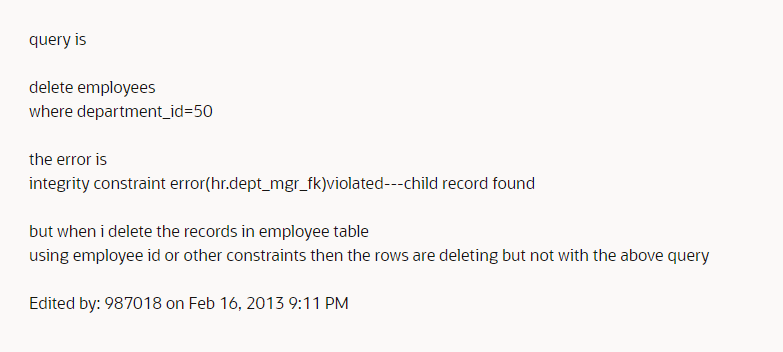 query is
delete employees
where department_id=50
the error is
integrity constraint error(hr.dept_mgr_fk)violated---child record found
but when i delete the records in employee table
using employee id or other constraints then the rows are deleting but not with the above query
Edited by: 987018 on Feb 16, 2013 9:11 PM